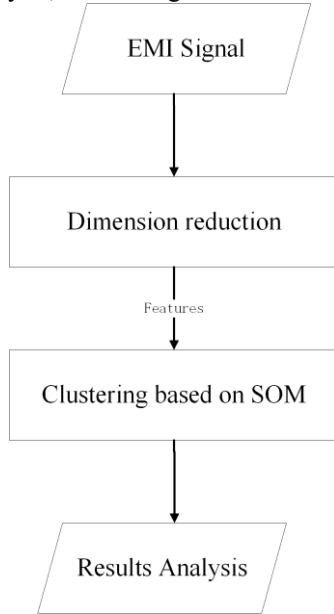 EMI Signal
Dimension reduction
Features
Clustering based on SOM
Results Analysis